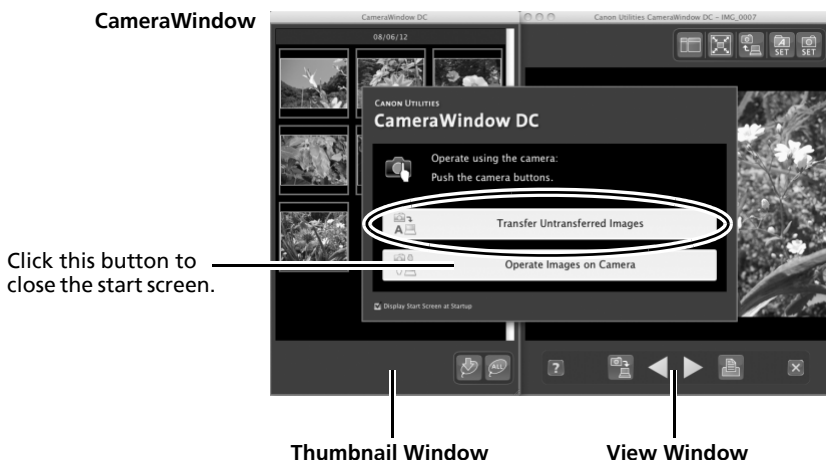 CameraWindow
CameraWindow DC
Canon Utilities CameraWindow DC - IMG_0007
08/06/12
SET
SET
CANON UTILITIES
CameraWindow DC
Operate using the camera:
Push the camera buttons.
A
Transfer Untransferred Images
Click this button to
close the start screen.
Operate Images on Camera
Display Start Screen at Startup
ALL
?
Thumbnail Window
View Window